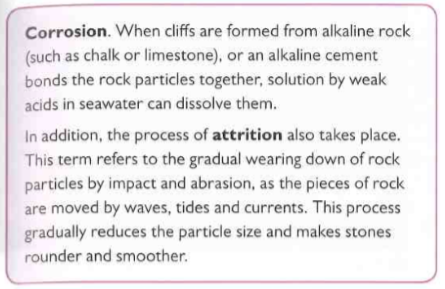 Corrosion. When cliffs are formed from alkaline rock
(such as chalk or limestone), or an alkaline cement
bonds the rock particles together, solution by weak
acids in seawater can dissolve them.
In addition, the process of attrition also takes place.
This term refers to the gradual wearing down of rock
particles by impact and abrasion, as the pieces of rock
are moved by waves, tides and currents. This process
gradually reduces the particle size and makes stones
rounder and smoother.